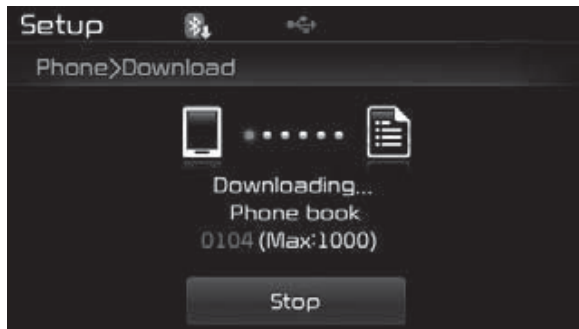 Setup
Phone>Download
Downloading...
Phone book
0104 (Max:1000)
Stop